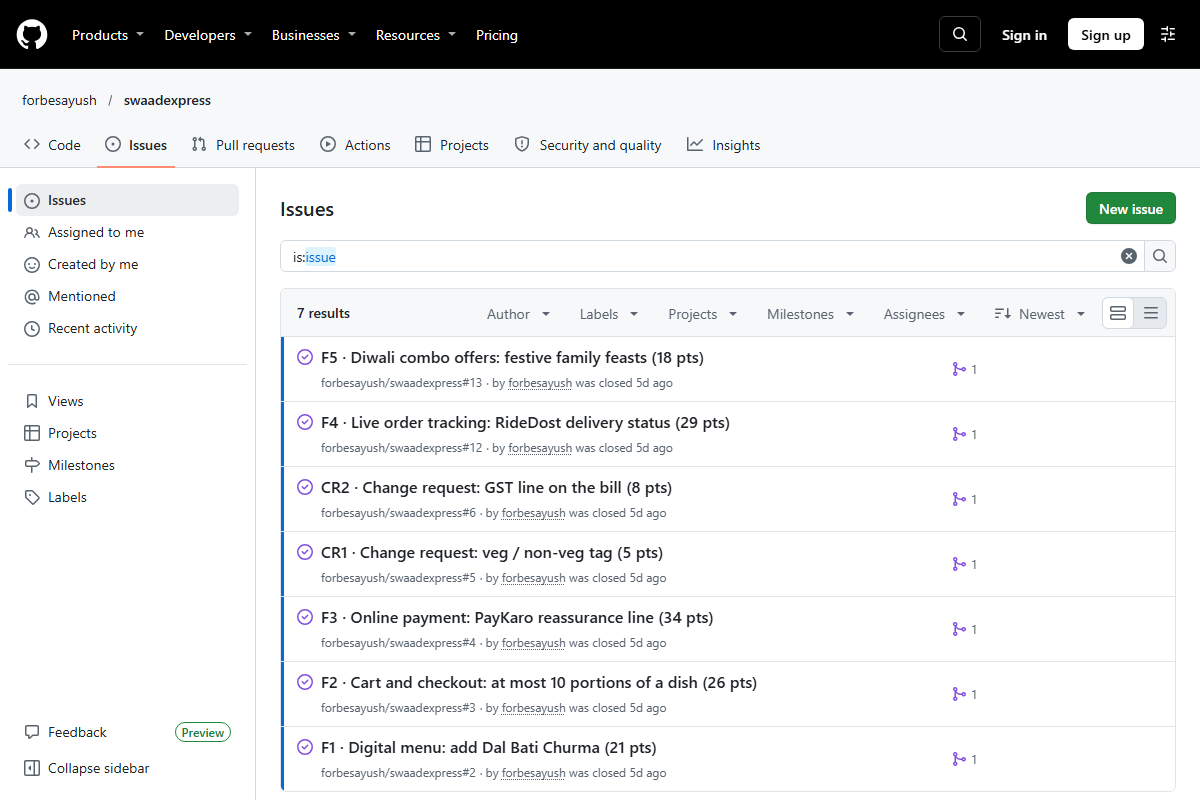 Products Developers Businesses Resources Pricing Sign in Sign up
forbesayush / swaadexpress
Code Issues Pull requests Actions Projects Security and quality Insights
Issues
Assigned to me
Created by me
Mentioned
Recent activity
Views
Projects
Milestones
Labels
Feedback Preview
Collapse sidebar
Issues New issue
is:issue
7 results Author Labels Projects Milestones Assignees Newest
F5 · Diwali combo offers: festive family feasts (18 pts)
forbesayush/swaadexpress#13 · by forbesayush was closed 5d ago
1
F4 · Live order tracking: RideDost delivery status (29 pts)
forbesayush/swaadexpress#12 · by forbesayush was closed 5d ago
1
CR2 · Change request: GST line on the bill (8 pts)
forbesayush/swaadexpress#6 · by forbesayush was closed 5d ago
1
CR1 · Change request: veg / non-veg tag (5 pts)
forbesayush/swaadexpress#5 · by forbesayush was closed 5d ago
1
F3 · Online payment: PayKaro reassurance line (34 pts)
forbesayush/swaadexpress#4 · by forbesayush was closed 5d ago
1
F2 · Cart and checkout: at most 10 portions of a dish (26 pts)
forbesayush/swaadexpress#3 · by forbesayush was closed 5d ago
1
F1 · Digital menu: add Dal Bati Churma (21 pts)
forbesayush/swaadexpress#2 · by forbesayush was closed 5d ago
1